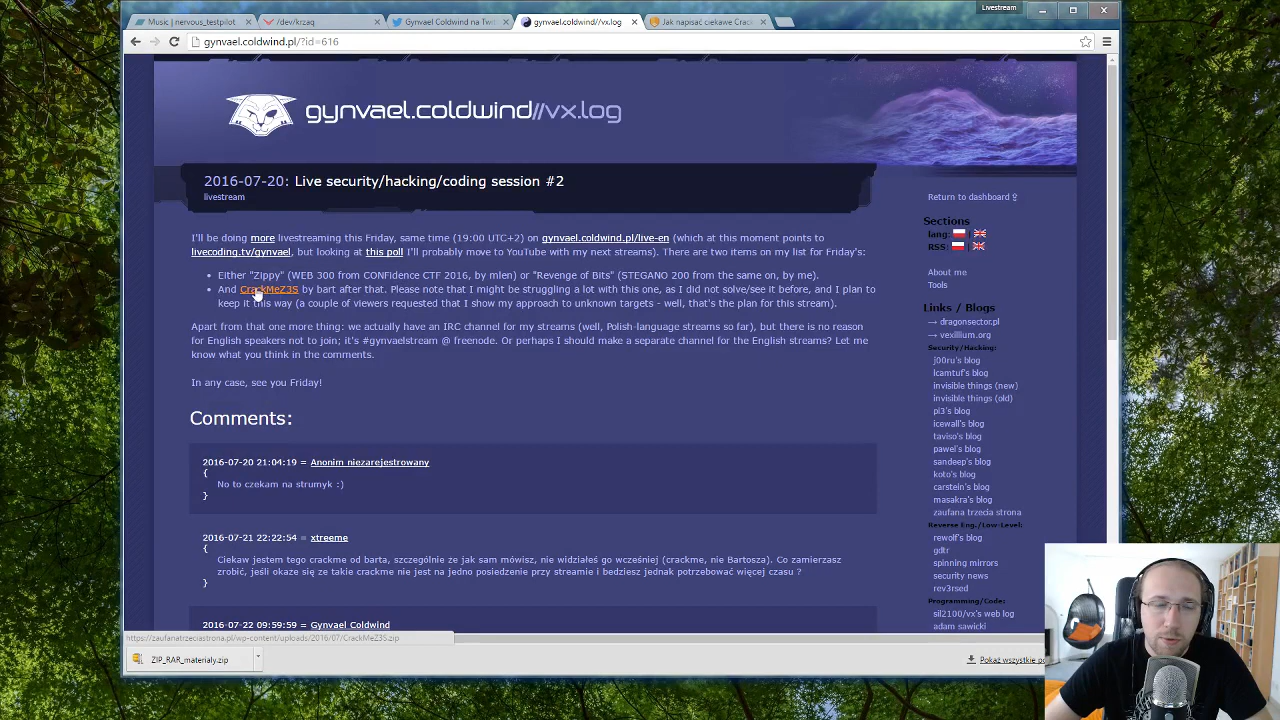 Livestream
Music | nervous_testpilot
/dev/krzaq
Gynvael Coldwind na Twitt
gynvael.coldwind//vx.log
Jak napisać ciekawe Crack
gynvael.coldwind.pl/?id=616
gynvael.coldwind//vx.log
2016-07-20: Live security/hacking/coding session #2
livestream
I'll be doing more livestreaming this Friday, same time (19:00 UTC+2) on gynvael.coldwind.pl/live-en (which at this moment points to
livecoding.tv/gynvael, but looking at this poll I'll probably move to YouTube with my next streams). There are two items on my list for Friday's:
• Either "Zippy" (WEB 300 from CONFidence CTF 2016, by mlen) or "Revenge of Bits" (STEGANO 200 from the same on, by me).
• And CrackMeZ3S by bart after that. Please note that I might be struggling a lot with this one, as I did not solve/see it before, and I plan to
keep it this way (a couple of viewers requested that I show my approach to unknown targets - well, that's the plan for this stream).
Apart from that one more thing: we actually have an IRC channel for my streams (well, Polish-language streams so far), but there is no reason
for English speakers not to join; it's #gynvaelstream @ freenode. Or perhaps I should make a separate channel for the English streams? Let me
know what you think in the comments.
In any case, see you Friday!
Comments:
2016-07-20 21:04:19 = Anonim niezarejestrowany
{
No to czekam na strumyk :)
}
2016-07-21 22:22:54 = xtreeme
{
Ciekaw jestem tego crackme od barta, szczególnie że jak sam mówisz, nie widziałeś go wcześniej (crackme, nie Bartosza). Co zamierzasz
zrobić, jeśli okaże się że takie crackme nie jest na jedno posiedzenie przy streamie i bedziesz jednak potrzebować więcej czasu ?
}
2016-07-22 09:59:59 = Gynvael Coldwind
Return to dashboard
Sections
lang: |
RSS: |
About me
Tools
Links / Blogs
→ dragonsector.pl
→ vexillium.org
Security/Hacking:
j00ru's blog
lcamtuf's blog
invisible things (new)
invisible things (old)
pi3's blog
icewall's blog
taviso's blog
pawel's blog
sandeep's blog
koto's blog
carstein's blog
masakra's blog
zaufana trzecia strona
Reverse Eng./Low-Level:
rewolf's blog
gdtr
spinning mirrors
security news
rev3rsed
Programming/Code:
sil2100/vx's web log
adam sawicki
https://zaufanatrzeciastrona.pl/wp-content/uploads/2016/07/CrackMeZ3S.zip
ZIP_RAR_materialy.zip
Pokaż wszystkie po